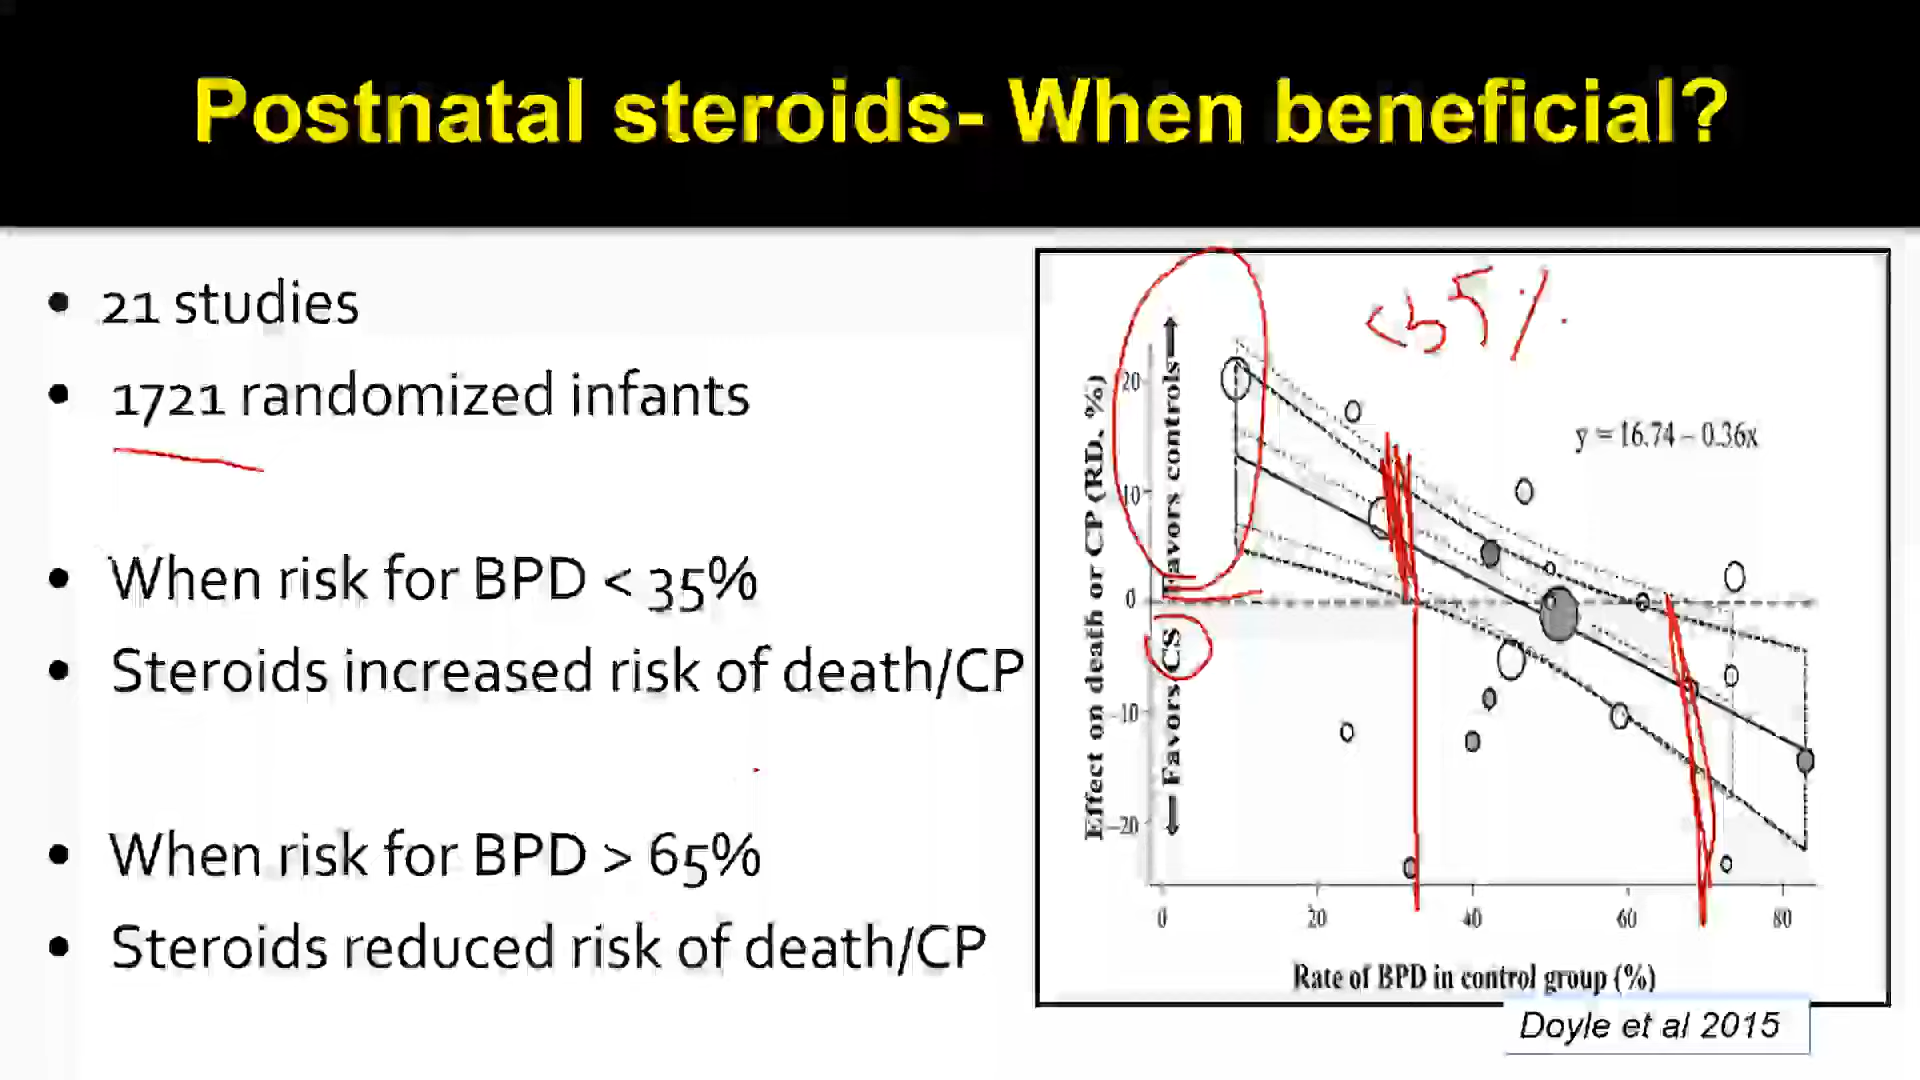 Postnatal steroids- When beneficial?
• 21 studies
• 1721 randomized infants
• When risk for BPD < 35%
• Steroids increased risk of death/CP
• When risk for BPD > 65%
• Steroids reduced risk of death/CP
<35%
y = 16.74 – 0.36x
Effect on death or CP (RD, %)
Favors CS
Favors controls
20
10
0
–10
–20
0 20 40 60 80
Rate of BPD in control group (%)
Doyle et al 2015